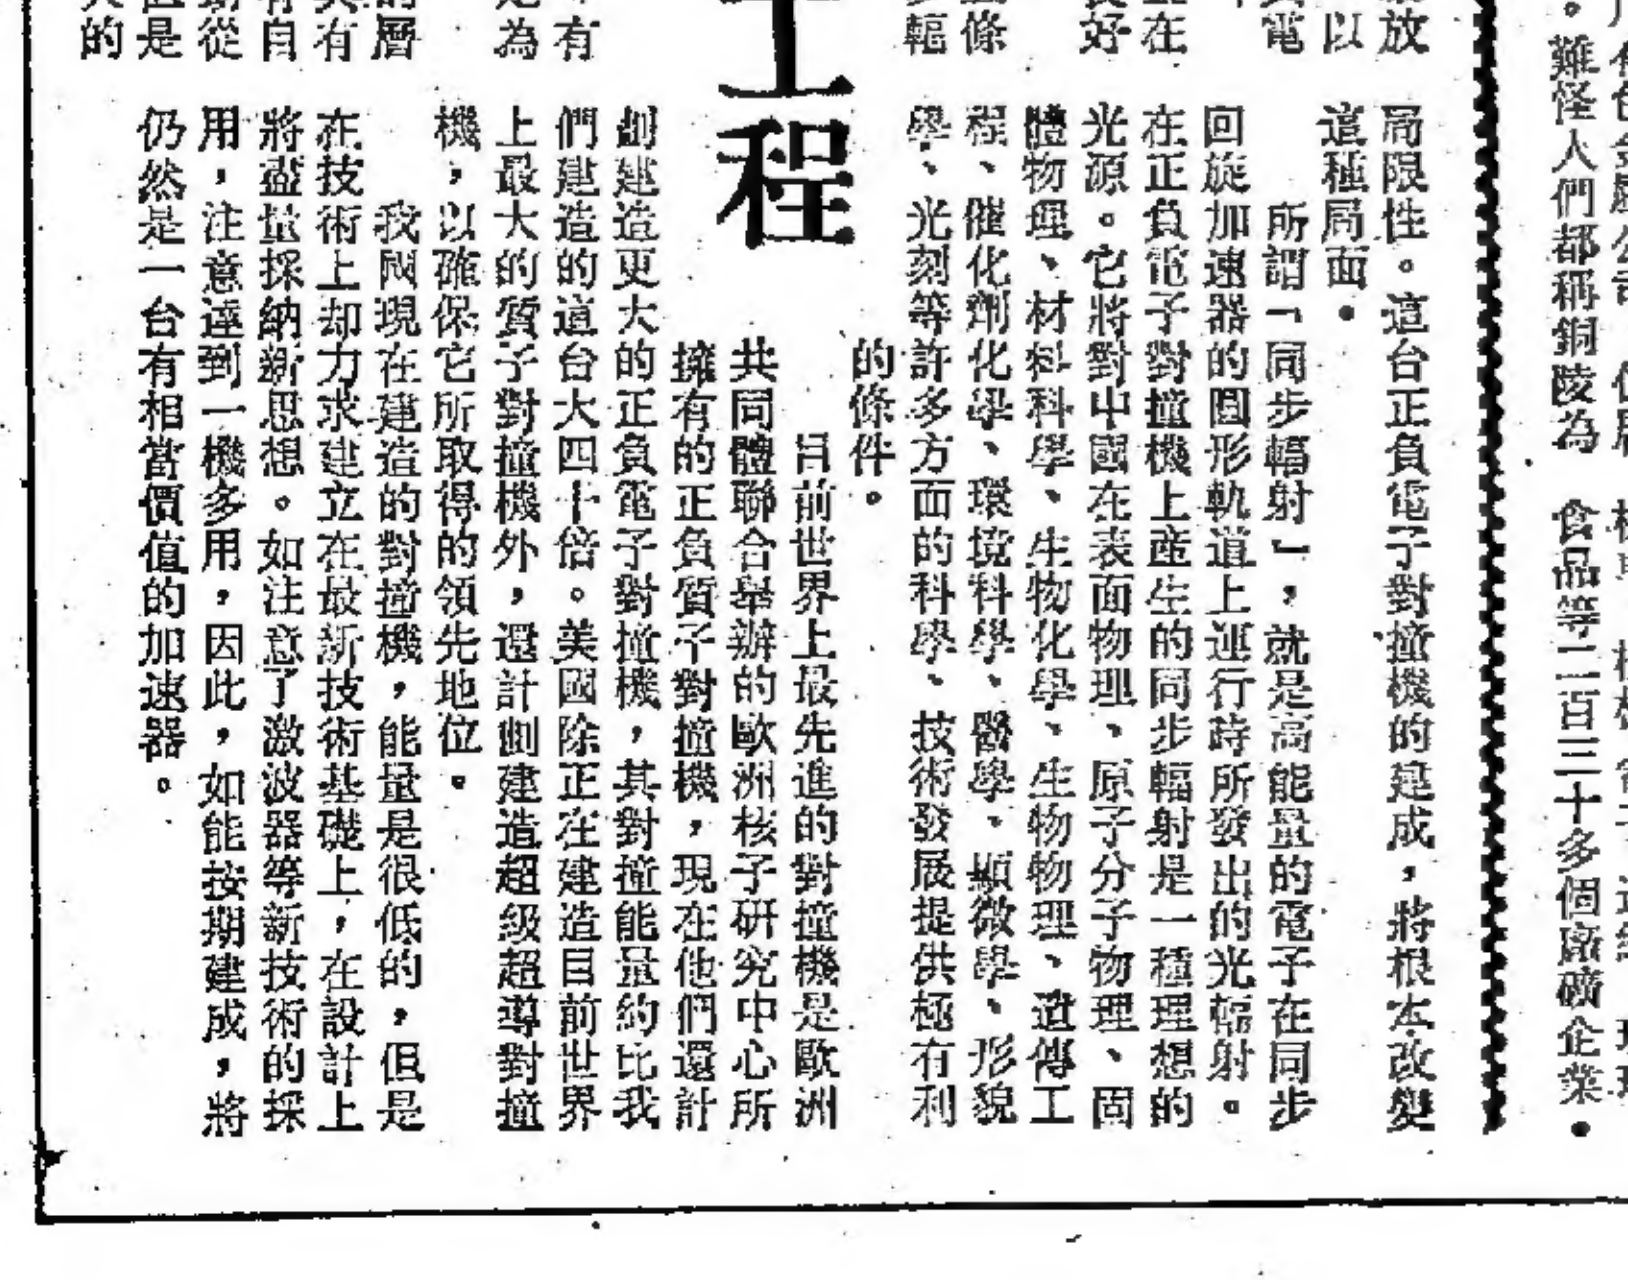 放
以
電
在
好
條
輻
工程
有
為
層
有
自
從
是
的
局限性。這台正負電子對撞機的建成，將根本改變
這種局面。
所謂「同步輻射」，就是高能量的電子在同步
回旋加速器的圓形軌道上運行時所發出的光輻射。
在正負電子對撞機上産生的同步輻射是一種理想的
光源。它將對中國在表面物理、原子分子物理、固
體物理、材料科學、生物化學、生物物理、遺傳工
程、催化劑化學、環境科學、醫學、顯微學、形貌
學、光刻等許多方面的科學、技術發展提供極有利
的條件。
目前世界上最先進的對撞機是歐洲
共同體聯合舉辦的歐洲核子研究中心所
擁有的正負質子對撞機，現在他們還計
劃建造更大的正負電子對撞機，其對撞能量約比我
們建造的這台大四十倍。美國除正在建造目前世界
上最大的質子對撞機外，還計劃建造超級超導對撞
機，以確保它所取得的領先地位。
我國現在建造的對撞機，能量是很低的，但是
在技術上却力求建立在最新技術基礎上，在設計上
將盡量採納新思想。如注意了激波器等新技術的採
用，注意達到一機多用，因此，如能按期建成，將
仍然是一台有相當價值的加速器。
。難怪人們都稱銅陵為
食品等二百三十多個廠礦企業。